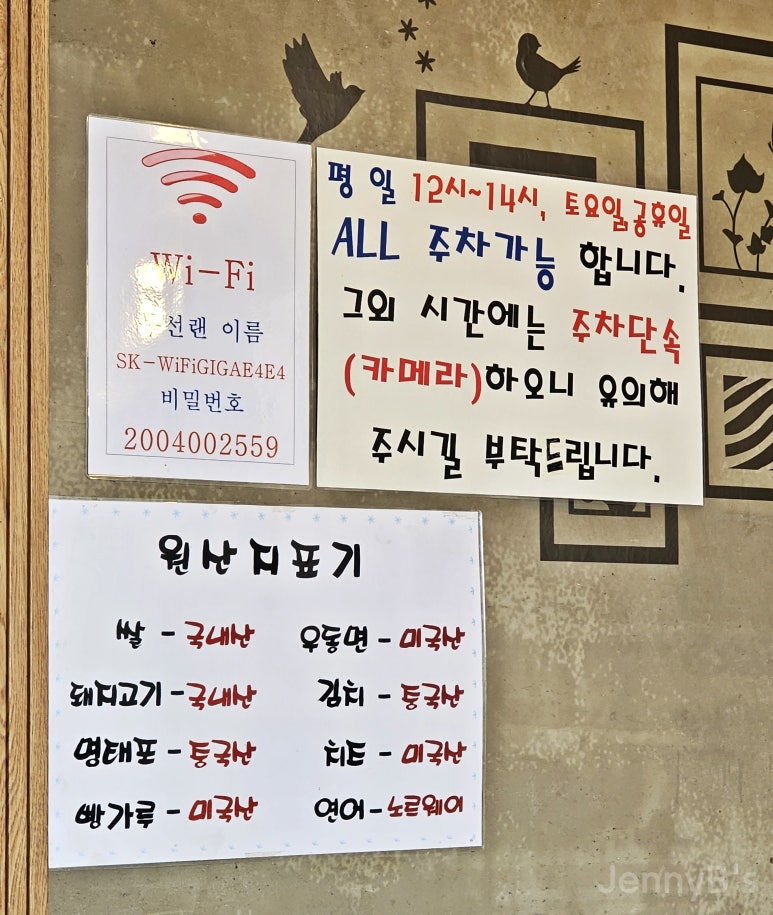 Wi-Fi
무선랜 이름
SK-WiFiGIGAE4E4
비밀번호
2004002559
평일 12시~14시, 토요일,공휴일
ALL 주차가능 합니다.
그외 시간에는 주차단속
(카메라)하오니 유의해
주시길 부탁드립니다.
원산지표기
쌀 - 국내산
우동면 - 미국산
돼지고기 - 국내산
김치 - 중국산
명태포 - 중국산
치즈 - 미국산
빵가루 - 미국산
연어 - 노르웨이
JennyB's